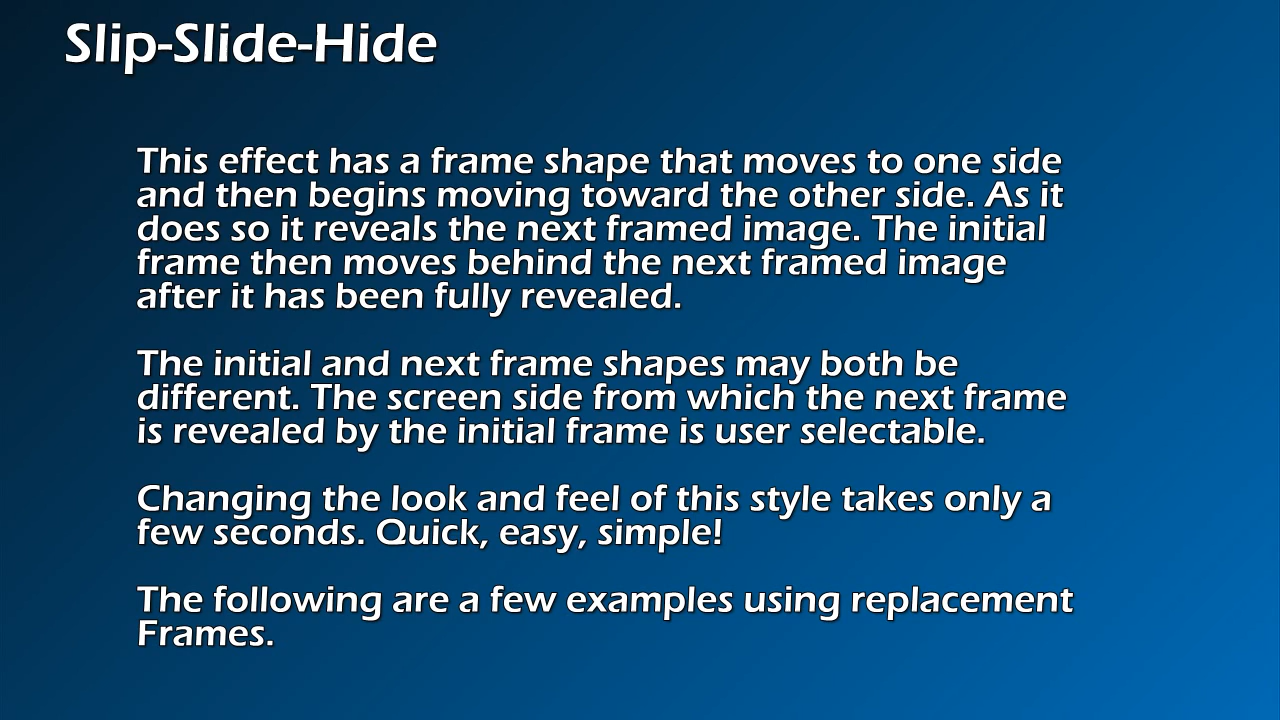 Slip-Slide-Hide
This effect has a frame shape that moves to one side
and then begins moving toward the other side. As it
does so it reveals the next framed image. The initial
frame then moves behind the next framed image
after it has been fully revealed.
The initial and next frame shapes may both be
different. The screen side from which the next frame
is revealed by the initial frame is user selectable.
Changing the look and feel of this style takes only a
few seconds. Quick, easy, simple!
The following are a few examples using replacement
Frames.